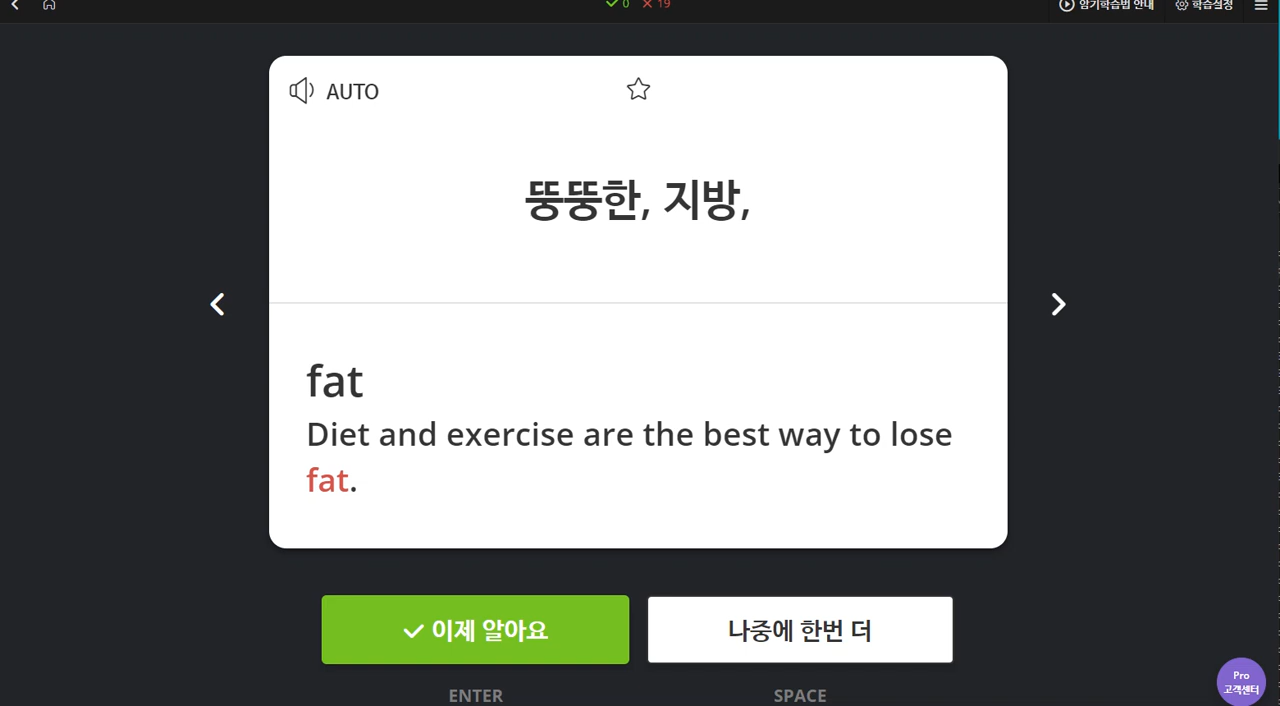 0 19 암기학습법 안내 학습설정
AUTO
뚱뚱한, 지방,
fat
Diet and exercise are the best way to lose
fat.
이제 알아요 나중에 한번 더
ENTER SPACE
Pro
고객센터